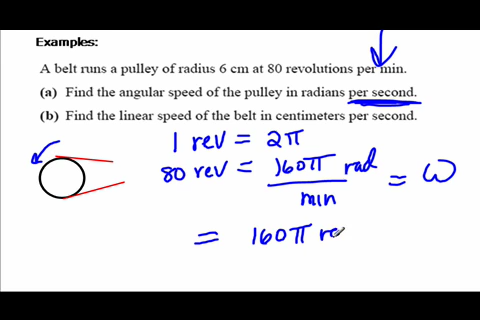 Examples:
A belt runs a pulley of radius 6 cm at 80 revolutions per min.
(a) Find the angular speed of the pulley in radians per second.
(b) Find the linear speed of the belt in centimeters per second.
1 rev = 2π
80 rev = 160π rad / min = ω
= 160π re